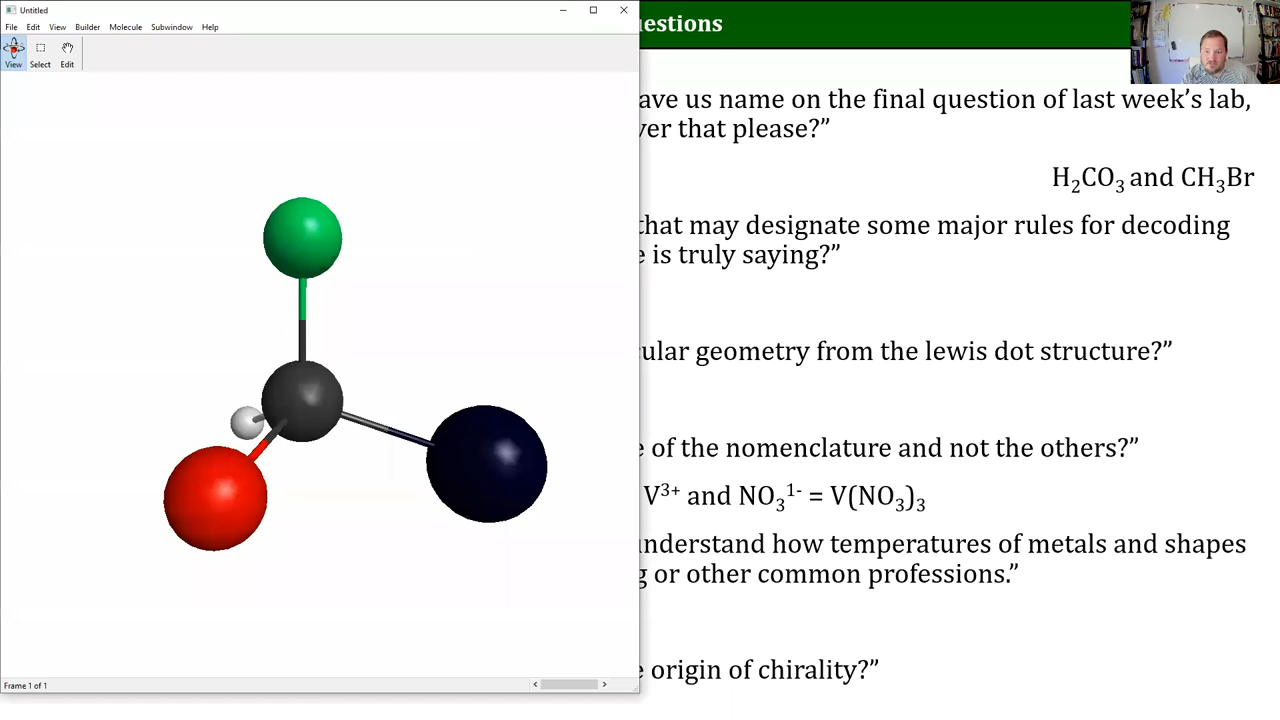 Untitled
File Edit View Builder Molecule Subwindow Help
View Select Edit
Frame 1 of 1
ave us name on the final question of last week’s lab,
ver that please?”
H₂CO₃ and CH₃Br
that may designate some major rules for decoding
e is truly saying?”
cular geometry from the lewis dot structure?”
e of the nomenclature and not the others?”
V³⁺ and NO₃¹⁻ = V(NO₃)₃
understand how temperatures of metals and shapes
g or other common professions.”
e origin of chirality?”